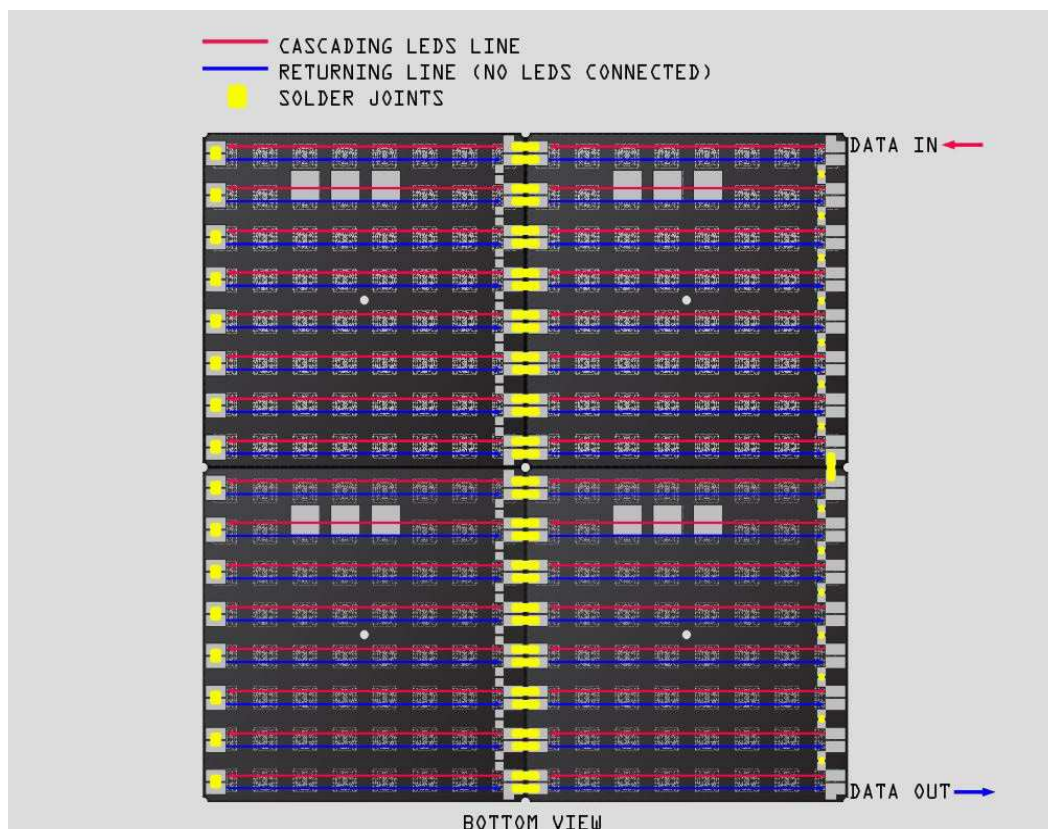 CASCADING LEDS LINE
RETURNING LINE (NO LEDS CONNECTED)
SOLDER JOINTS
DATA IN
DATA OUT
BOTTOM VIEW